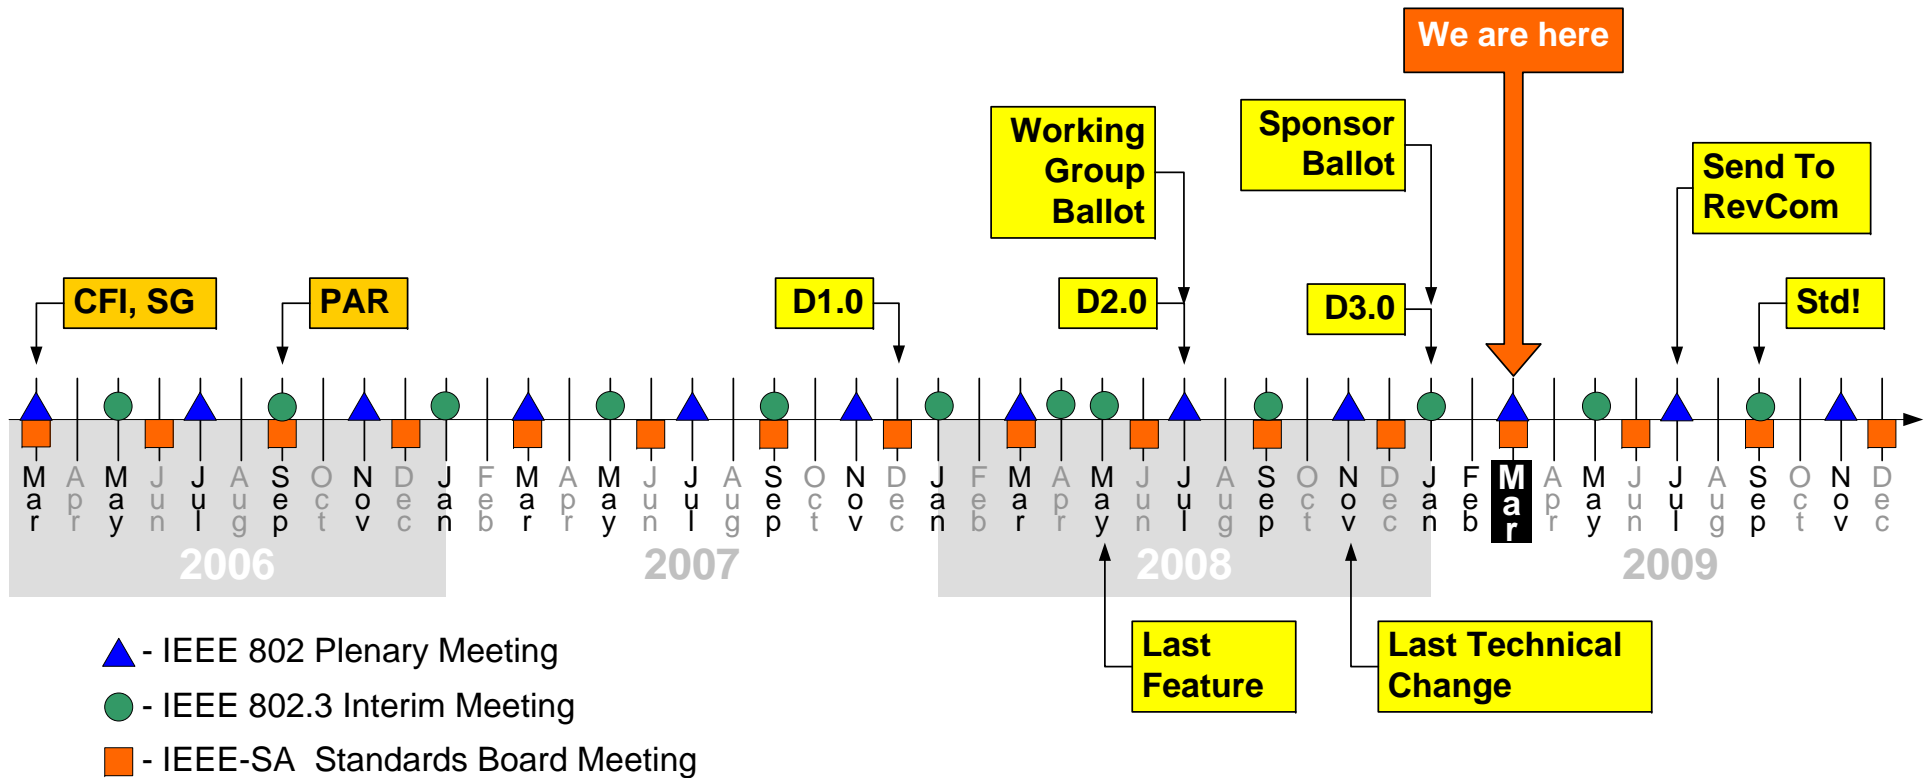 We are here
Working
Group
Ballot
Sponsor
Ballot
Send To
RevCom
CFI, SG
PAR
D1.0
D2.0
D3.0
Std!
Mar Apr May Jun Jul Aug Sep Oct Nov Dec Jan Feb Mar Apr May Jun Jul Aug Sep Oct Nov Dec Jan Feb Mar Apr May Jun Jul Aug Sep Oct Nov Dec Jan Feb Mar Apr May Jun Jul Aug Sep Oct Nov Dec
2006 2007 2008 2009
Last
Feature
Last Technical
Change
- IEEE 802 Plenary Meeting
- IEEE 802.3 Interim Meeting
- IEEE-SA Standards Board Meeting